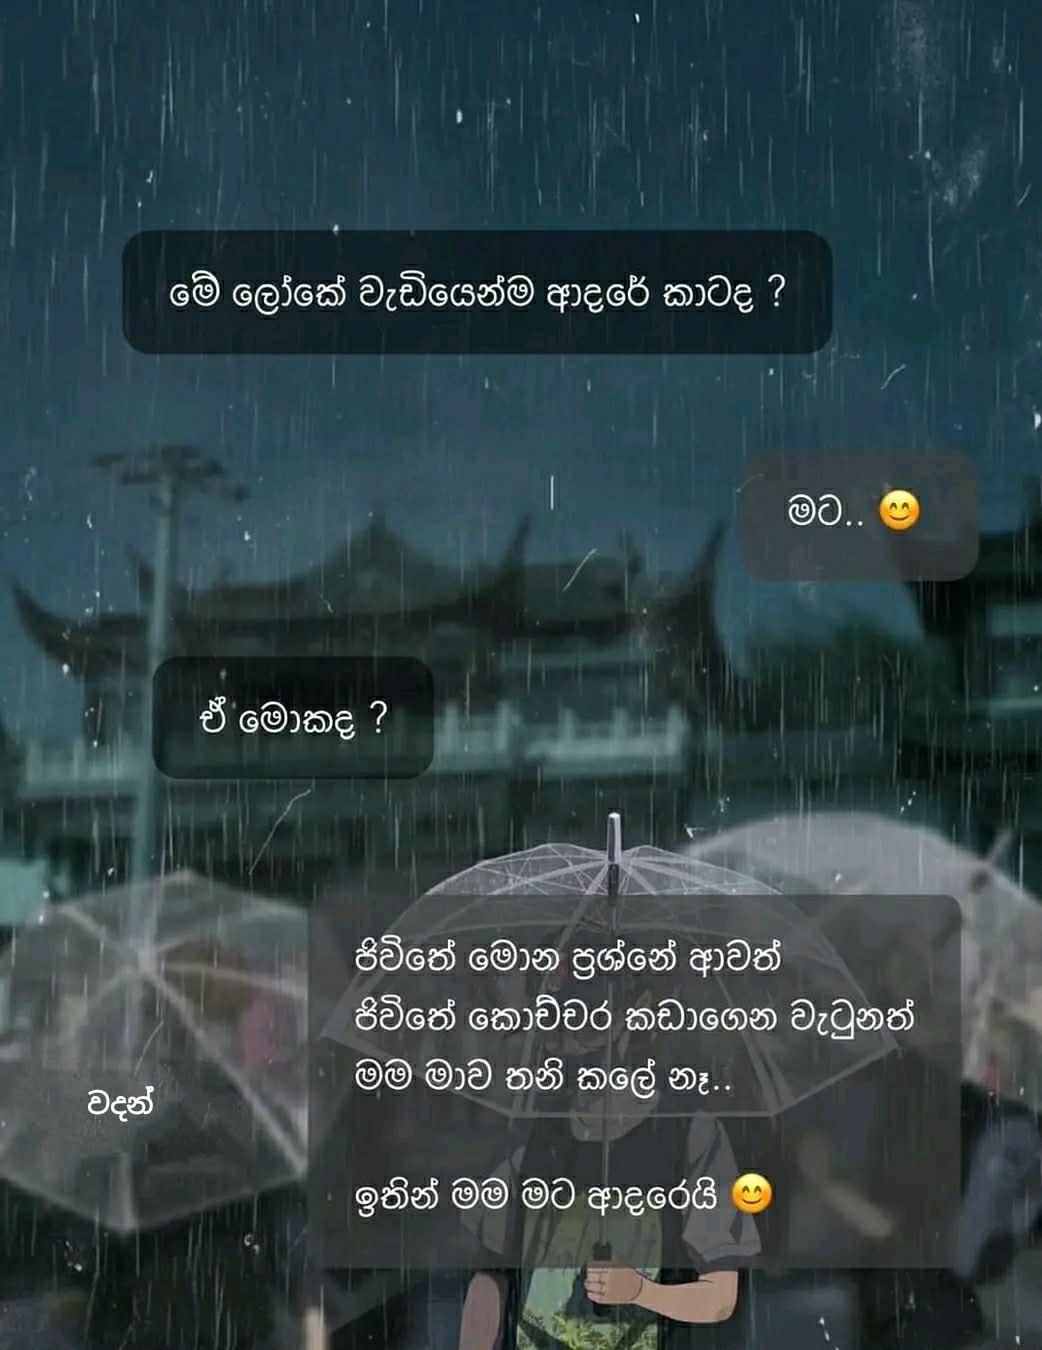 මේ ලෝකේ වැඩියෙන්ම ආදරේ කාටද ?
මට.. 😊
ඒ මොකද ?
ජිවිතේ මොන ප්‍රශ්නේ ආවත්
ජිවිතේ කොච්චර කඩාගෙන වැටුනත්
මම මාව තනි කලේ නෑ..
වදන්
ඉතින් මම මට ආදරෙයි 😊